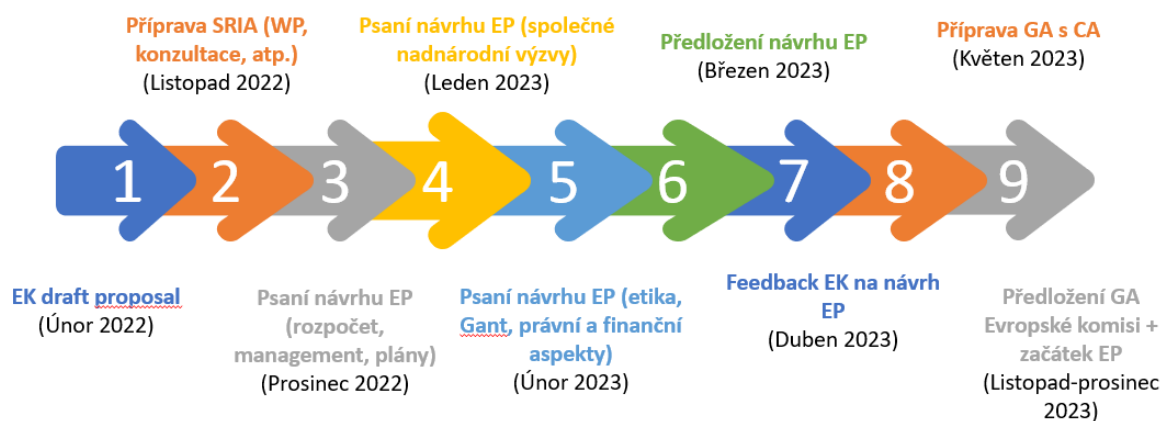 Příprava SRIA (WP,
konzultace, atp.)
(Listopad 2022)
Psaní návrhu EP (společné
nadnárodní výzvy)
(Leden 2023)
Předložení návrhu EP
(Březen 2023)
Příprava GA s CA
(Květen 2023)
1
2
3
4
5
6
7
8
9
EK draft proposal
(Únor 2022)
Psaní návrhu EP
(rozpočet,
management, plány)
(Prosinec 2022)
Psaní návrhu EP (etika,
Gant, právní a finanční
aspekty)
(Únor 2023)
Feedback EK na návrh
EP
(Duben 2023)
Předložení GA
Evropské komisi +
začátek EP
(Listopad-prosinec
2023)